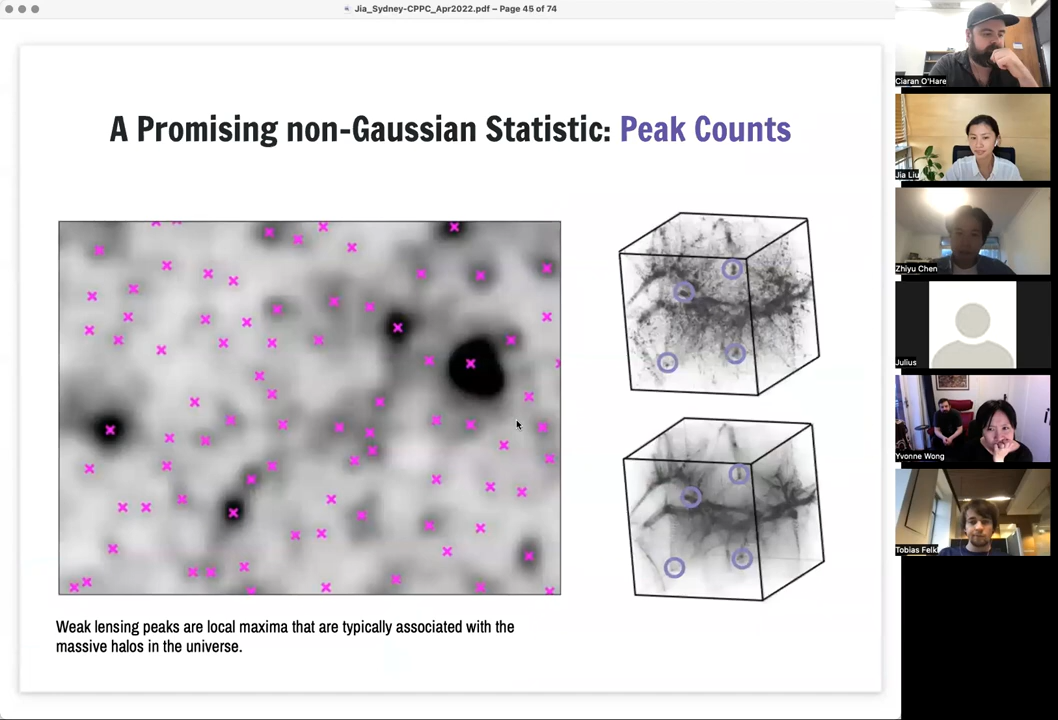 Jia_Sydney-CPPC_Apr2022.pdf – Page 45 of 74
A Promising non-Gaussian Statistic: Peak Counts
Weak lensing peaks are local maxima that are typically associated with the
massive halos in the universe.
Ciaran O'Hare
Jia Liu
Zhiyu Chen
Julius
Yvonne Wong